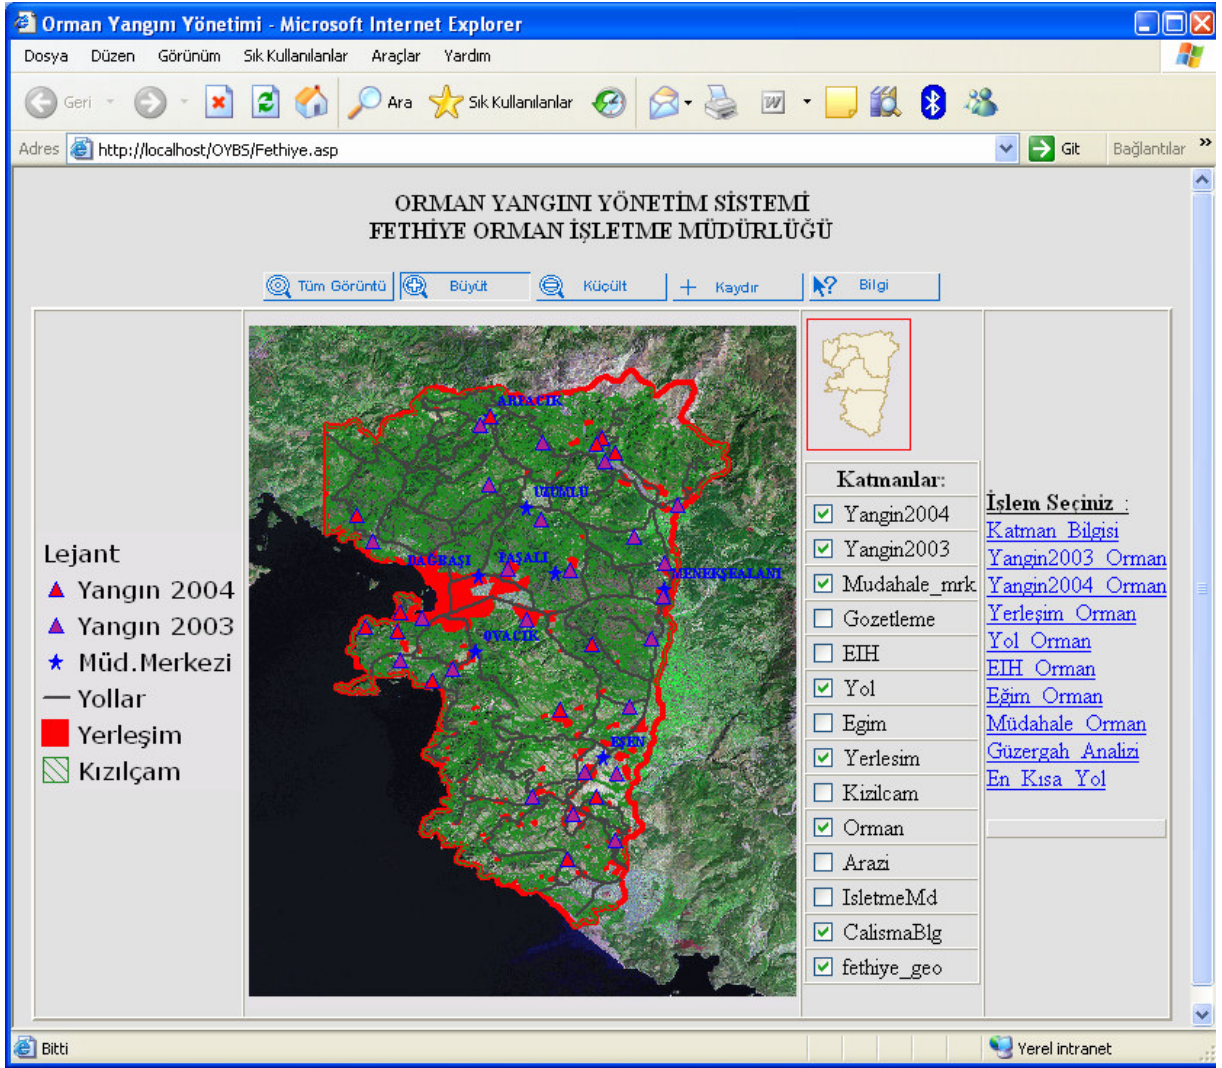 Orman Yangını Yönetimi - Microsoft Internet Explorer
Dosya Düzen Görünüm Sık Kullanılanlar Araçlar Yardım
Geri Ara Sık Kullanılanlar
Adres http://localhost/OYBS/Fethiye.asp Git Bağlantılar »
ORMAN YANGINI YÖNETİM SİSTEMİ
FETHİYE ORMAN İŞLETME MÜDÜRLÜĞÜ
Tüm Görüntü Büyüt Küçült Kaydır Bilgi
Lejant
Yangın 2004
Yangın 2003
Müd.Merkezi
Yollar
Yerleşim
Kızılçam
ARPACIK
ÜZÜMLÜ
DAĞBAŞI
PAŞALI
MENEKŞEALANI
OVACIK
EŞEN
Katmanlar:
Yangin2004
Yangin2003
Mudahale_mrk
Gozetleme
EIH
Yol
Egim
Yerlesim
Kizilcam
Orman
Arazi
IsletmeMd
CalismaBlg
fethiye_geo
İşlem Seçiniz :
Katman Bilgisi
Yangin2003 Orman
Yangin2004 Orman
Yerleşim Orman
Yol Orman
EIH Orman
Eğim Orman
Müdahale Orman
Güzergah Analizi
En Kısa Yol
Bitti Yerel intranet